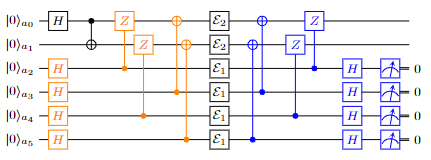 |0⟩a₀ H Z ℰ₂ Z
|0⟩a₁ Z ℰ₂ Z
|0⟩a₂ H ℰ₁ H 0
|0⟩a₃ H ℰ₁ H 0
|0⟩a₄ H ℰ₁ H 0
|0⟩a₅ H ℰ₁ H 0